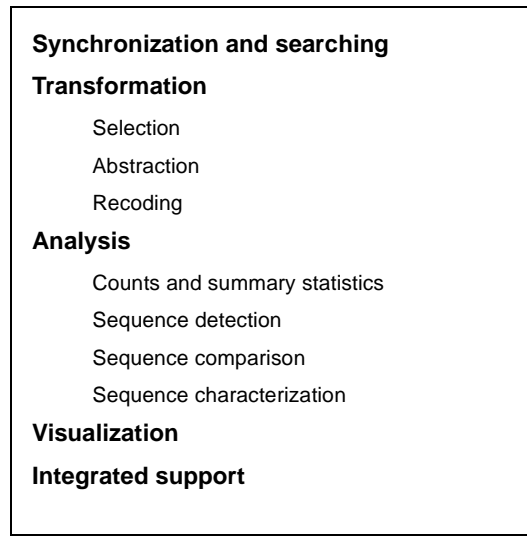 Synchronization and searching
Transformation
Selection
Abstraction
Recoding
Analysis
Counts and summary statistics
Sequence detection
Sequence comparison
Sequence characterization
Visualization
Integrated support